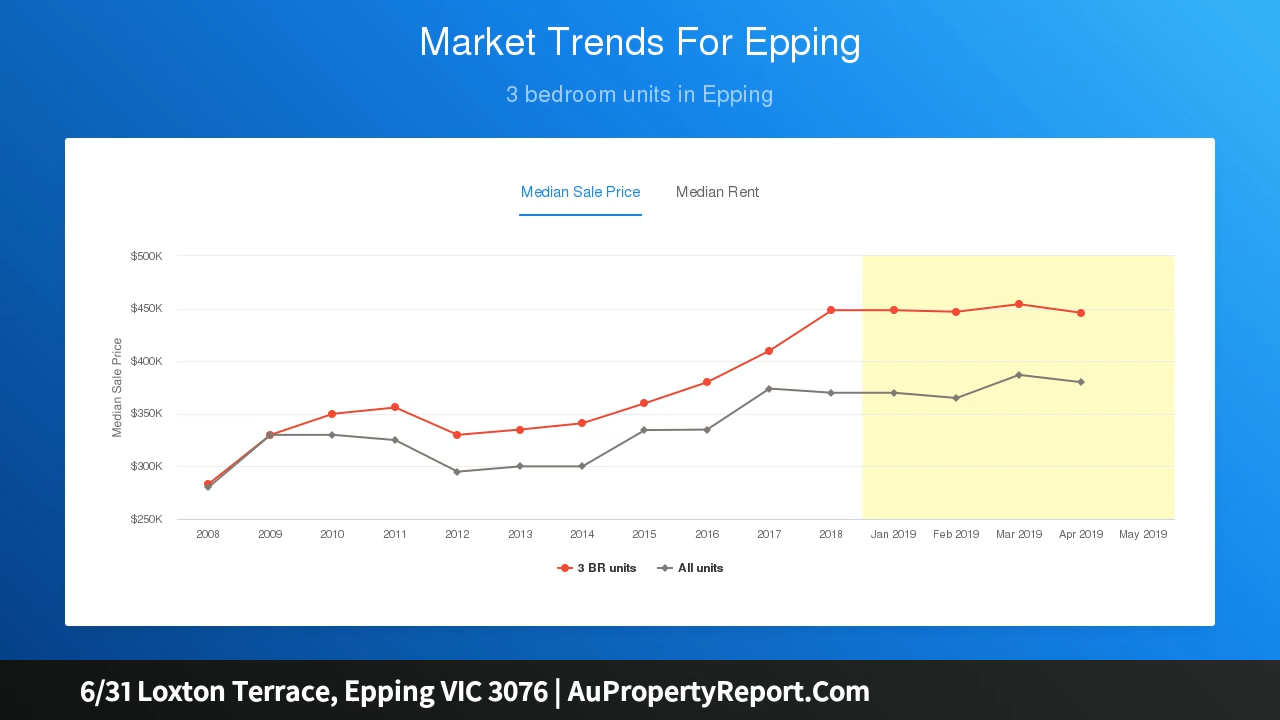 Market Trends For Epping
3 bedroom units in Epping
Median Sale Price Median Rent
Median Sale Price
$500K
$450K
$400K
$350K
$300K
$250K
2008 2009 2010 2011 2012 2013 2014 2015 2016 2017 2018 Jan 2019 Feb 2019 Mar 2019 Apr 2019 May 2019
3 BR units All units
6/31 Loxton Terrace, Epping VIC 3076 | AuPropertyReport.Com